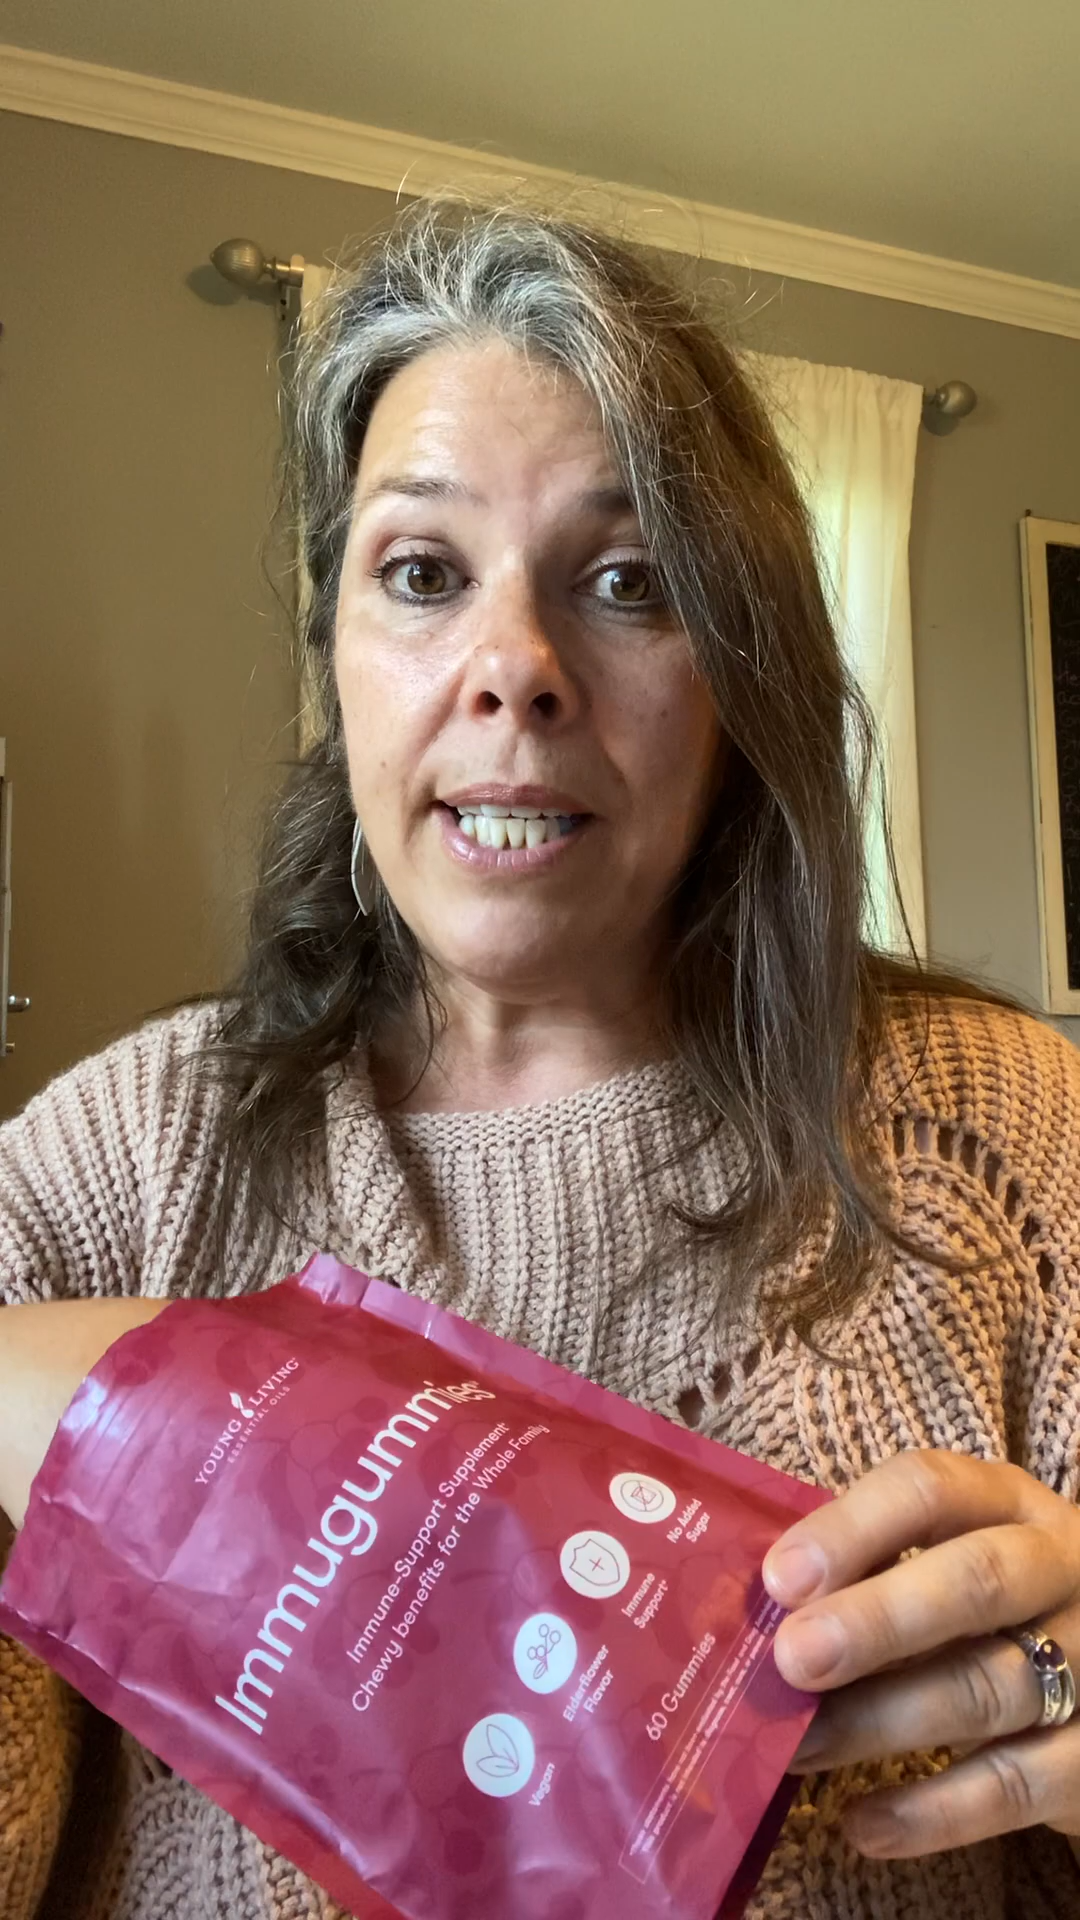 YOUNG LIVING
ESSENTIAL OILS
Immugummies
Immune-Support Supplement*
Chewy benefits for the Whole Family
Vegan
Elderflower
Flavor
Immune
Support*
No Added
Sugar
60 Gummies